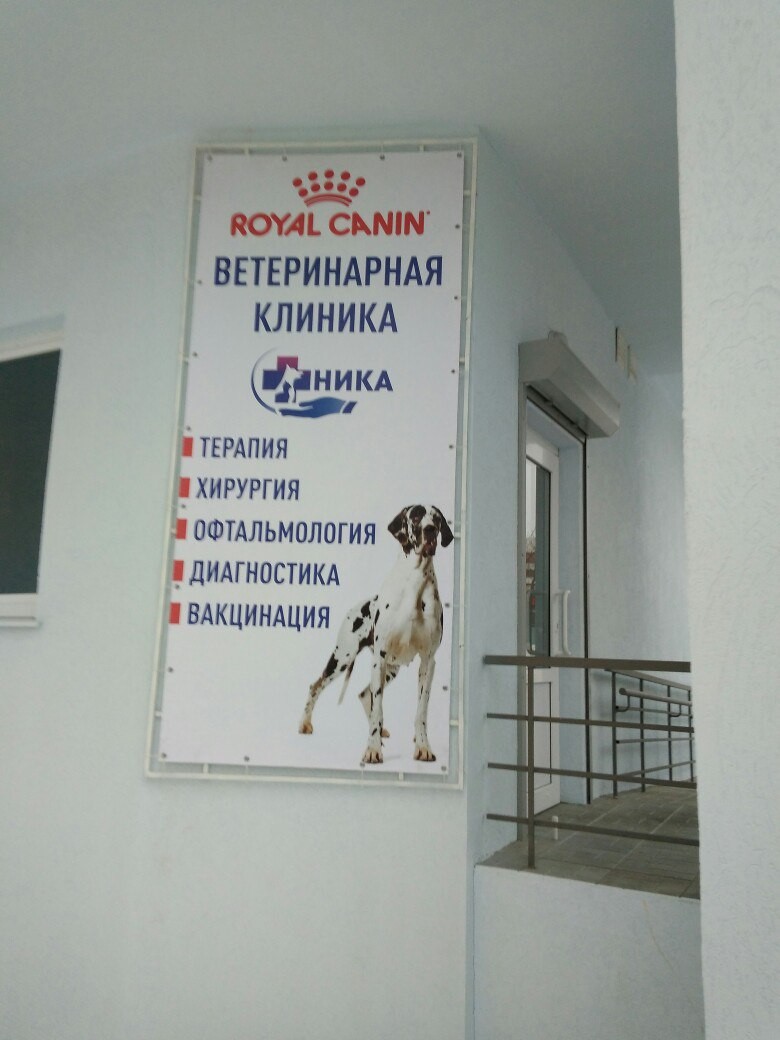 ROYAL CANIN
ВЕТЕРИНАРНАЯ
КЛИНИКА
НИКА
ТЕРАПИЯ
ХИРУРГИЯ
ОФТАЛЬМОЛОГИЯ
ДИАГНОСТИКА
ВАКЦИНАЦИЯ